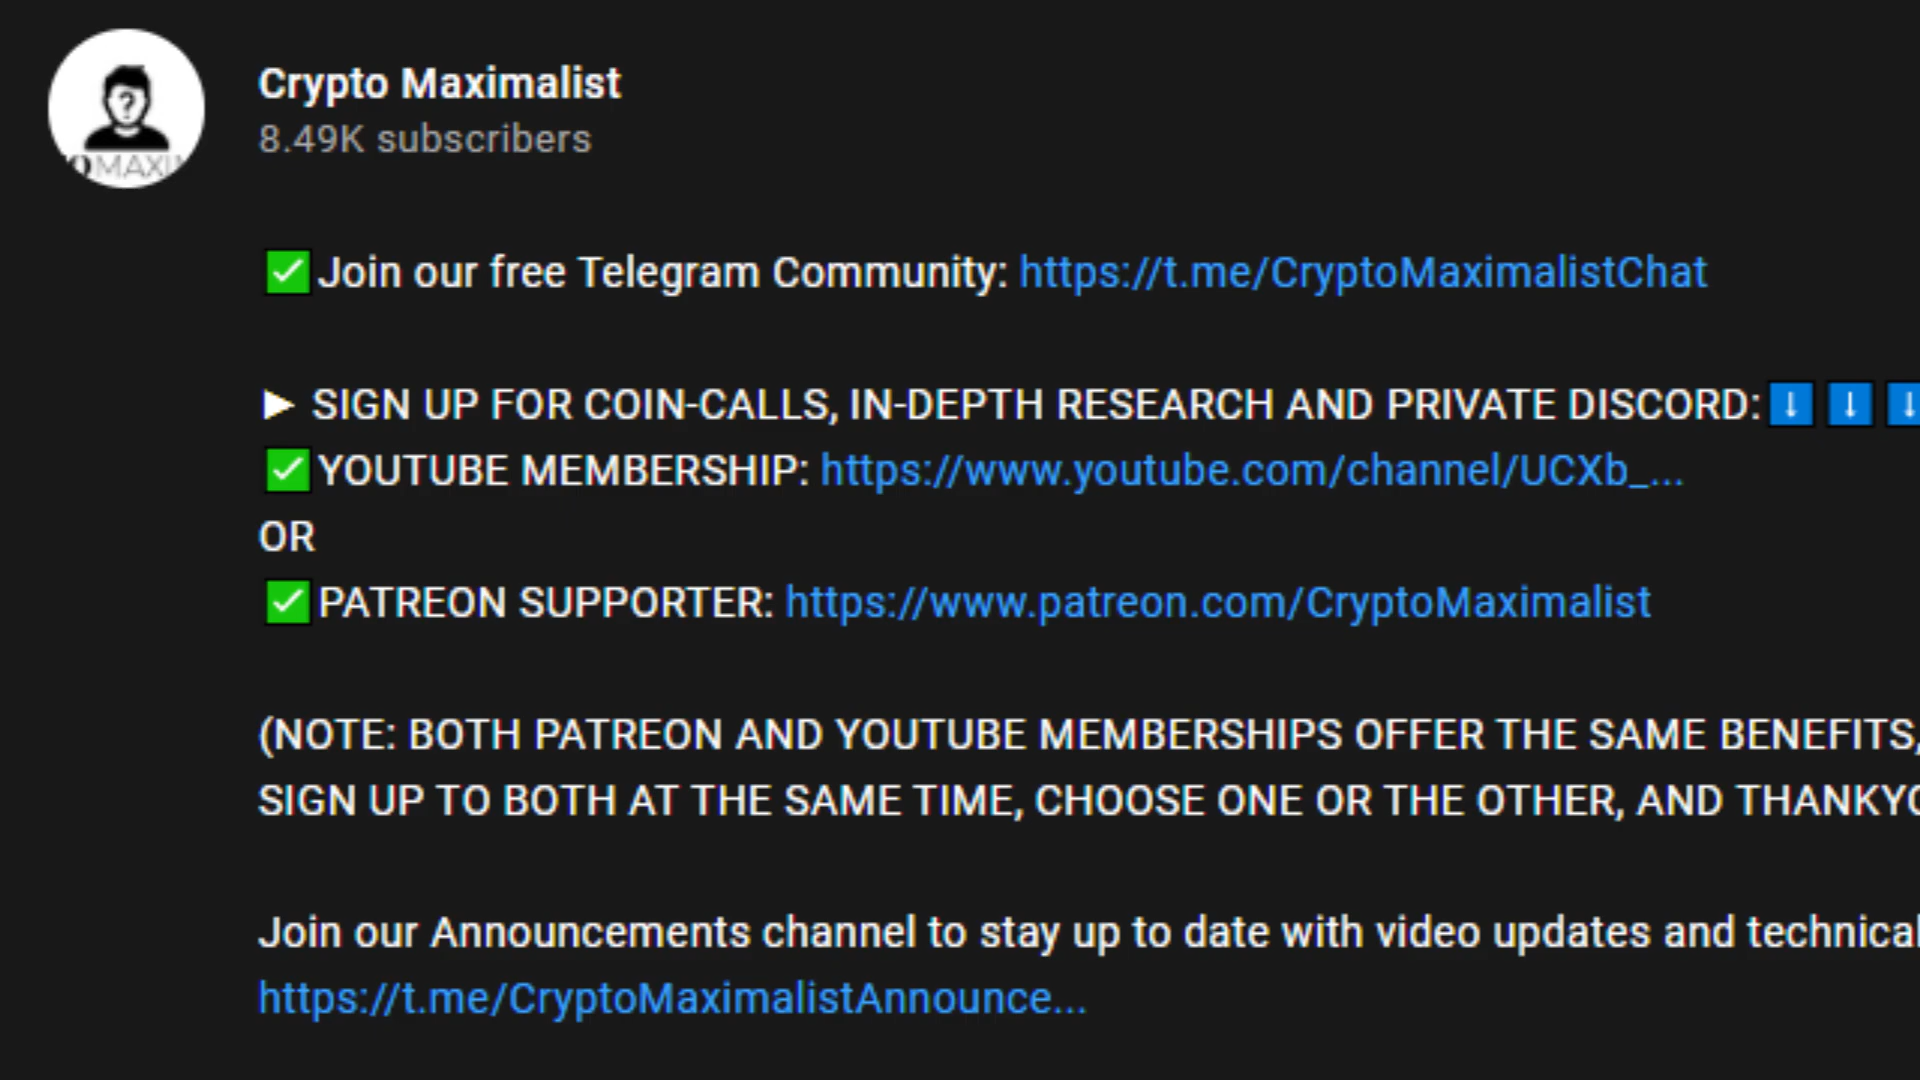 Crypto Maximalist
8.49K subscribers
?
OMAXI
✅Join our free Telegram Community: https://t.me/CryptoMaximalistChat
► SIGN UP FOR COIN-CALLS, IN-DEPTH RESEARCH AND PRIVATE DISCORD:⬇️⬇️⬇️
✅YOUTUBE MEMBERSHIP: https://www.youtube.com/channel/UCXb_...
OR
✅PATREON SUPPORTER: https://www.patreon.com/CryptoMaximalist
(NOTE: BOTH PATREON AND YOUTUBE MEMBERSHIPS OFFER THE SAME BENEFITS,
SIGN UP TO BOTH AT THE SAME TIME, CHOOSE ONE OR THE OTHER, AND THANKYO
Join our Announcements channel to stay up to date with video updates and technical
https://t.me/CryptoMaximalistAnnounce...